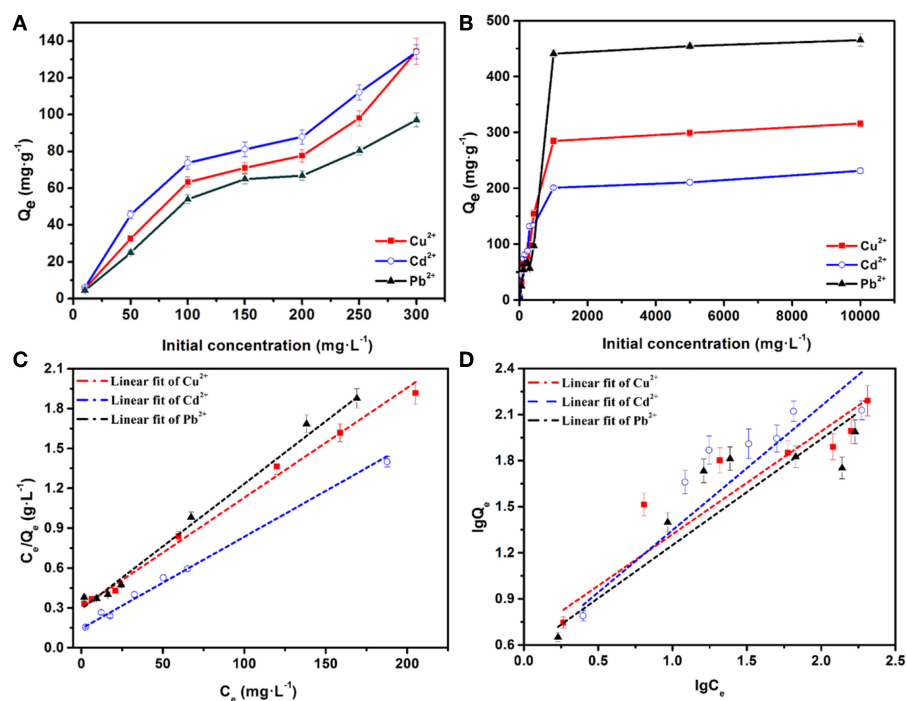 A
140
120
100
80
60
40
20
0
Qe (mg·g⁻¹)
Cu²⁺
Cd²⁺
Pb²⁺
0 50 100 150 200 250 300
Initial concentration (mg·L⁻¹)
B
500
400
300
200
100
0
Qe (mg·g⁻¹)
Cu²⁺
Cd²⁺
Pb²⁺
0 2000 4000 6000 8000 10000
Initial concentration (mg·L⁻¹)
C
2.1
1.8
1.5
1.2
0.9
0.6
0.3
0.0
Ce/Qe (g·L⁻¹)
Linear fit of Cu²⁺
Linear fit of Cd²⁺
Linear fit of Pb²⁺
0 25 50 75 100 125 150 175 200 225
Ce (mg·L⁻¹)
D
2.4
2.1
1.8
1.5
1.2
0.9
0.6
lgQe
Linear fit of Cu²⁺
Linear fit of Cd²⁺
Linear fit of Pb²⁺
0.0 0.5 1.0 1.5 2.0 2.5
lgCe